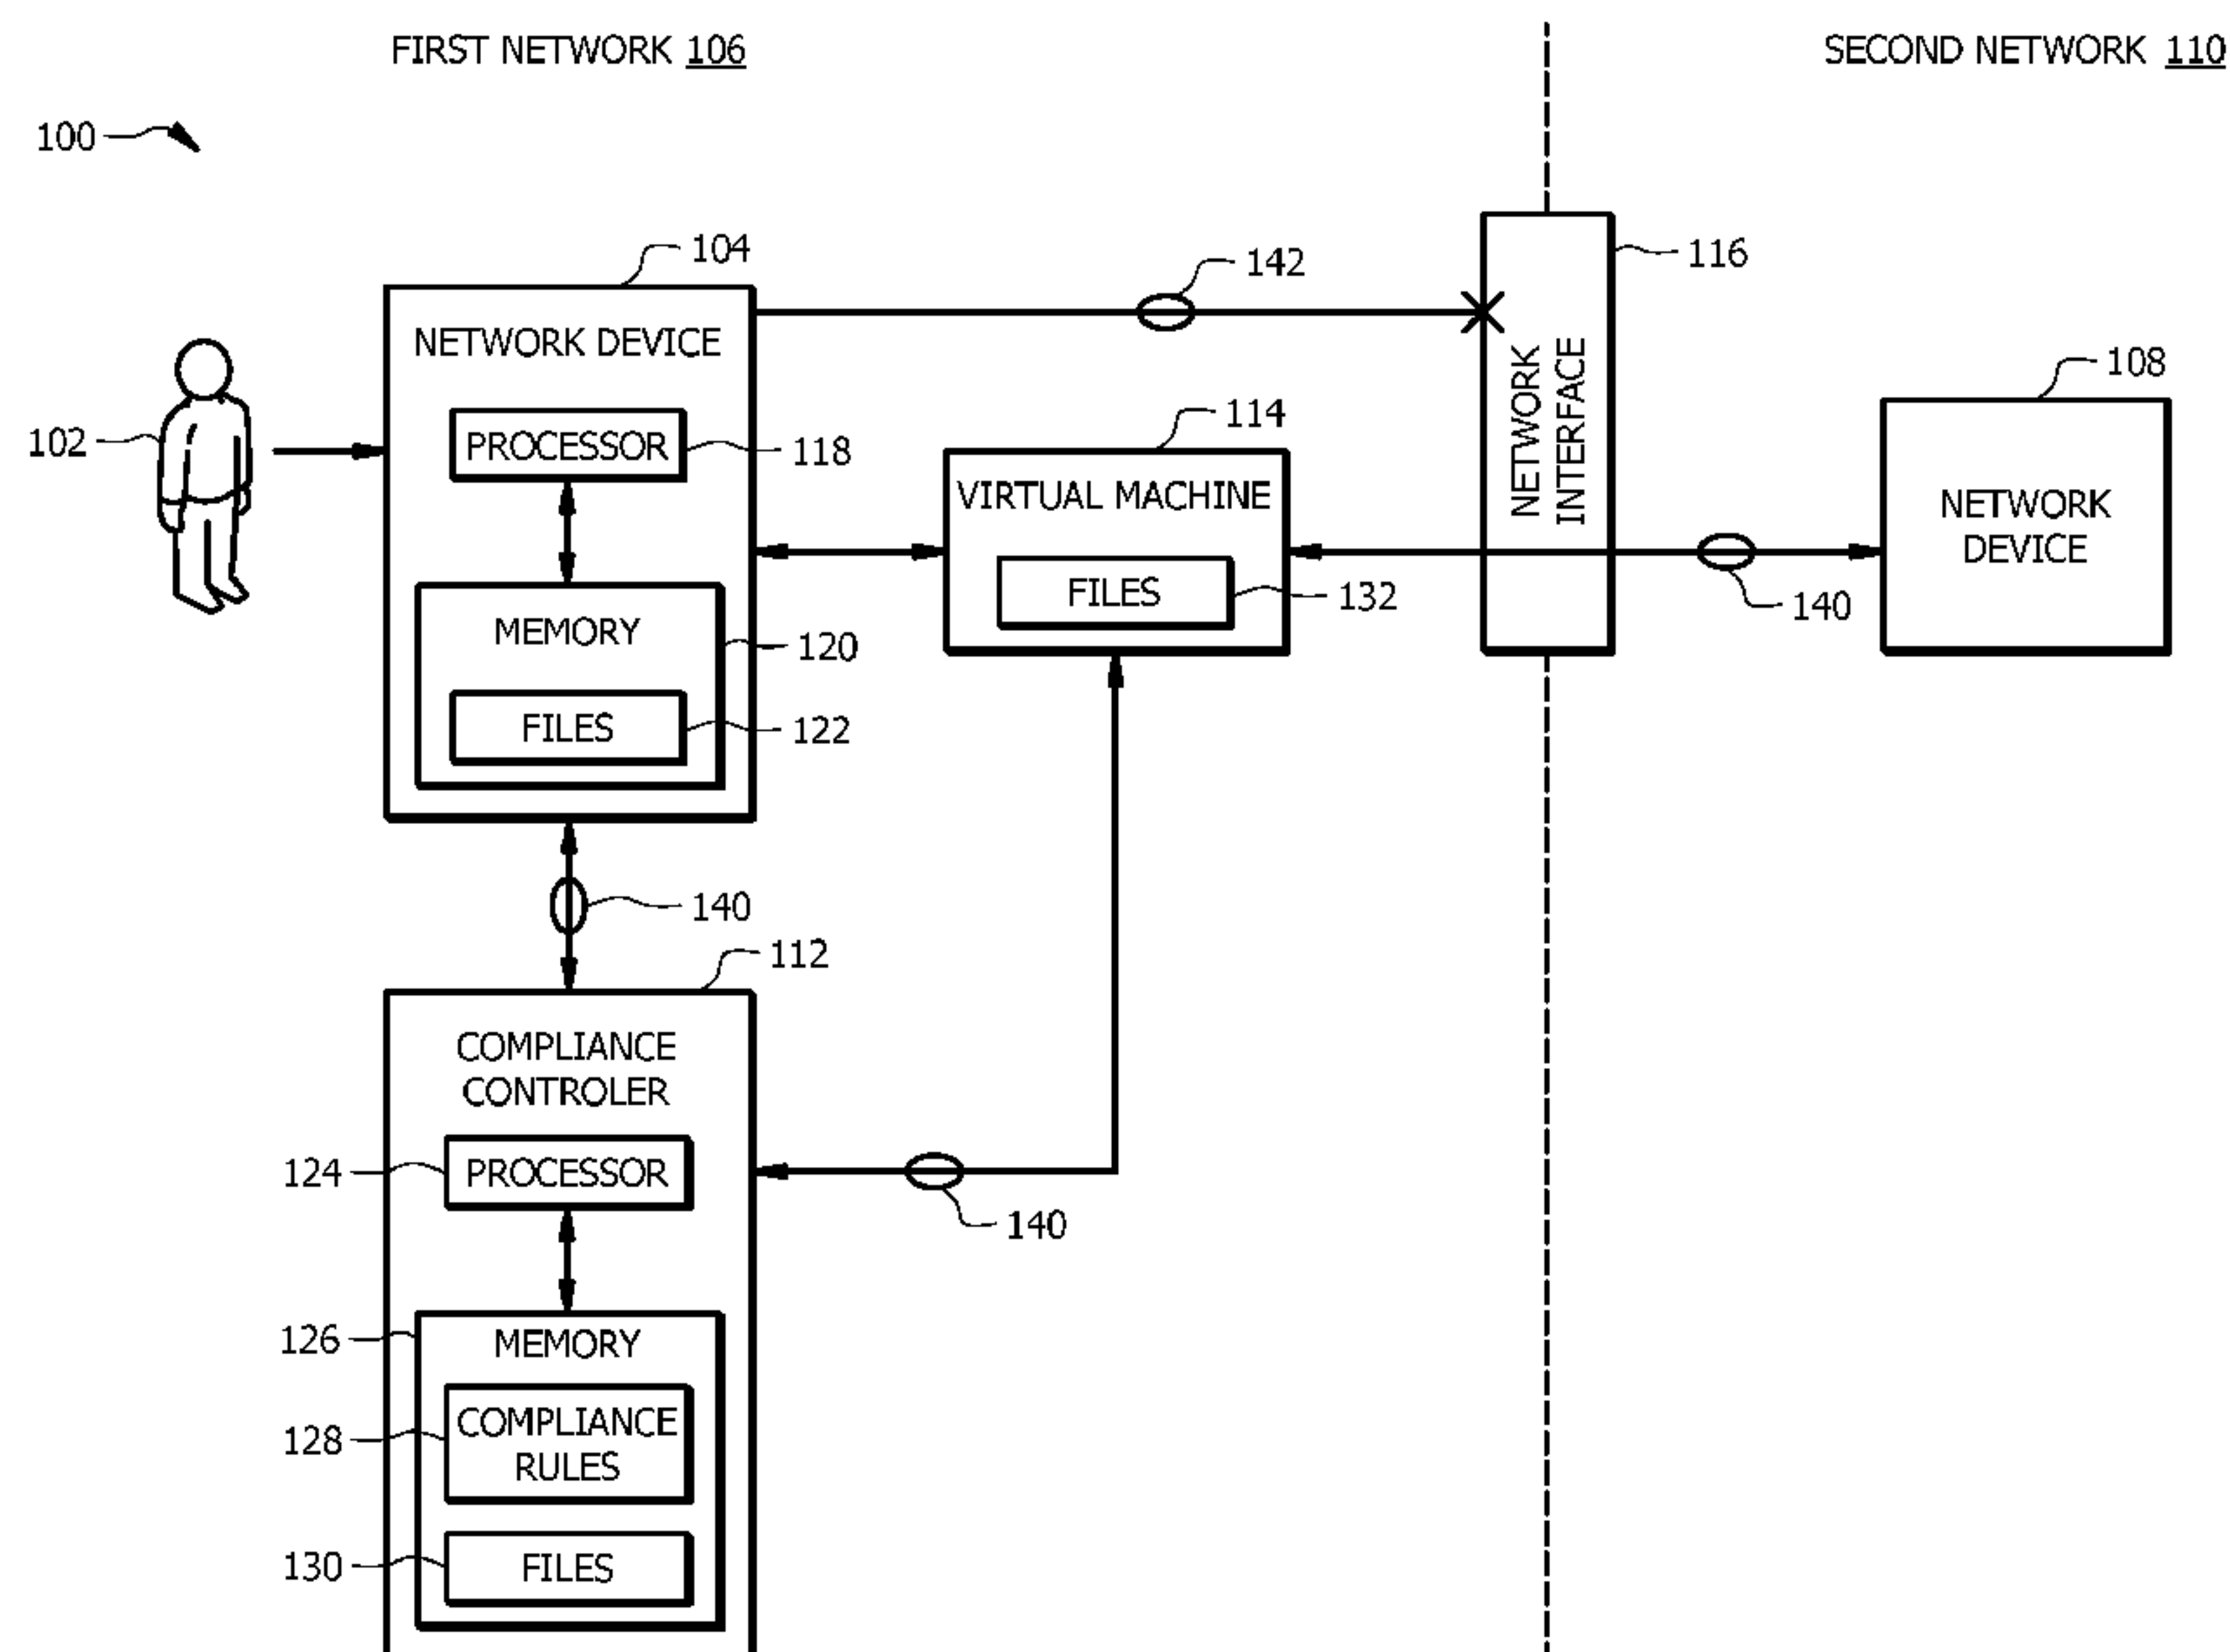 FIRST NETWORK 106
SECOND NETWORK 110
100
104
142
116
NETWORK DEVICE
NETWORK
INTERFACE
108
102
PROCESSOR
118
114
VIRTUAL MACHINE
NETWORK
DEVICE
FILES
132
140
MEMORY
120
FILES
122
140
112
COMPLIANCE
CONTROLER
124
PROCESSOR
140
126
MEMORY
128
COMPLIANCE
RULES
130
FILES